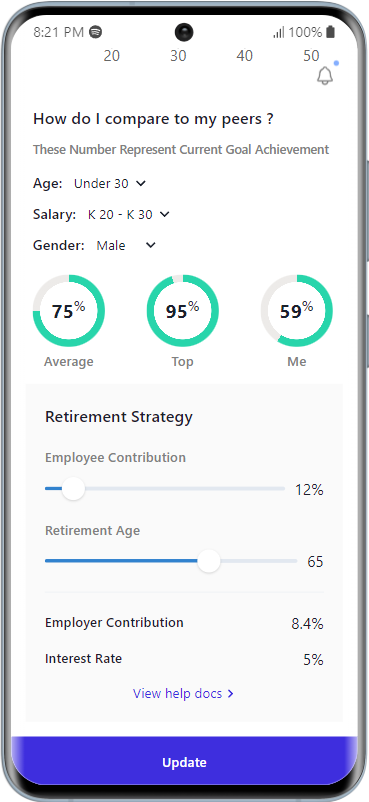 8:21 PM 100%
20 30 40 50
How do I compare to my peers ?
These Number Represent Current Goal Achievement
Age: Under 30
Salary: K 20 - K 30
Gender: Male
75% 95% 59%
Average Top Me
Retirement Strategy
Employee Contribution
12%
Retirement Age
65
Employer Contribution 8.4%
Interest Rate 5%
View help docs
Update